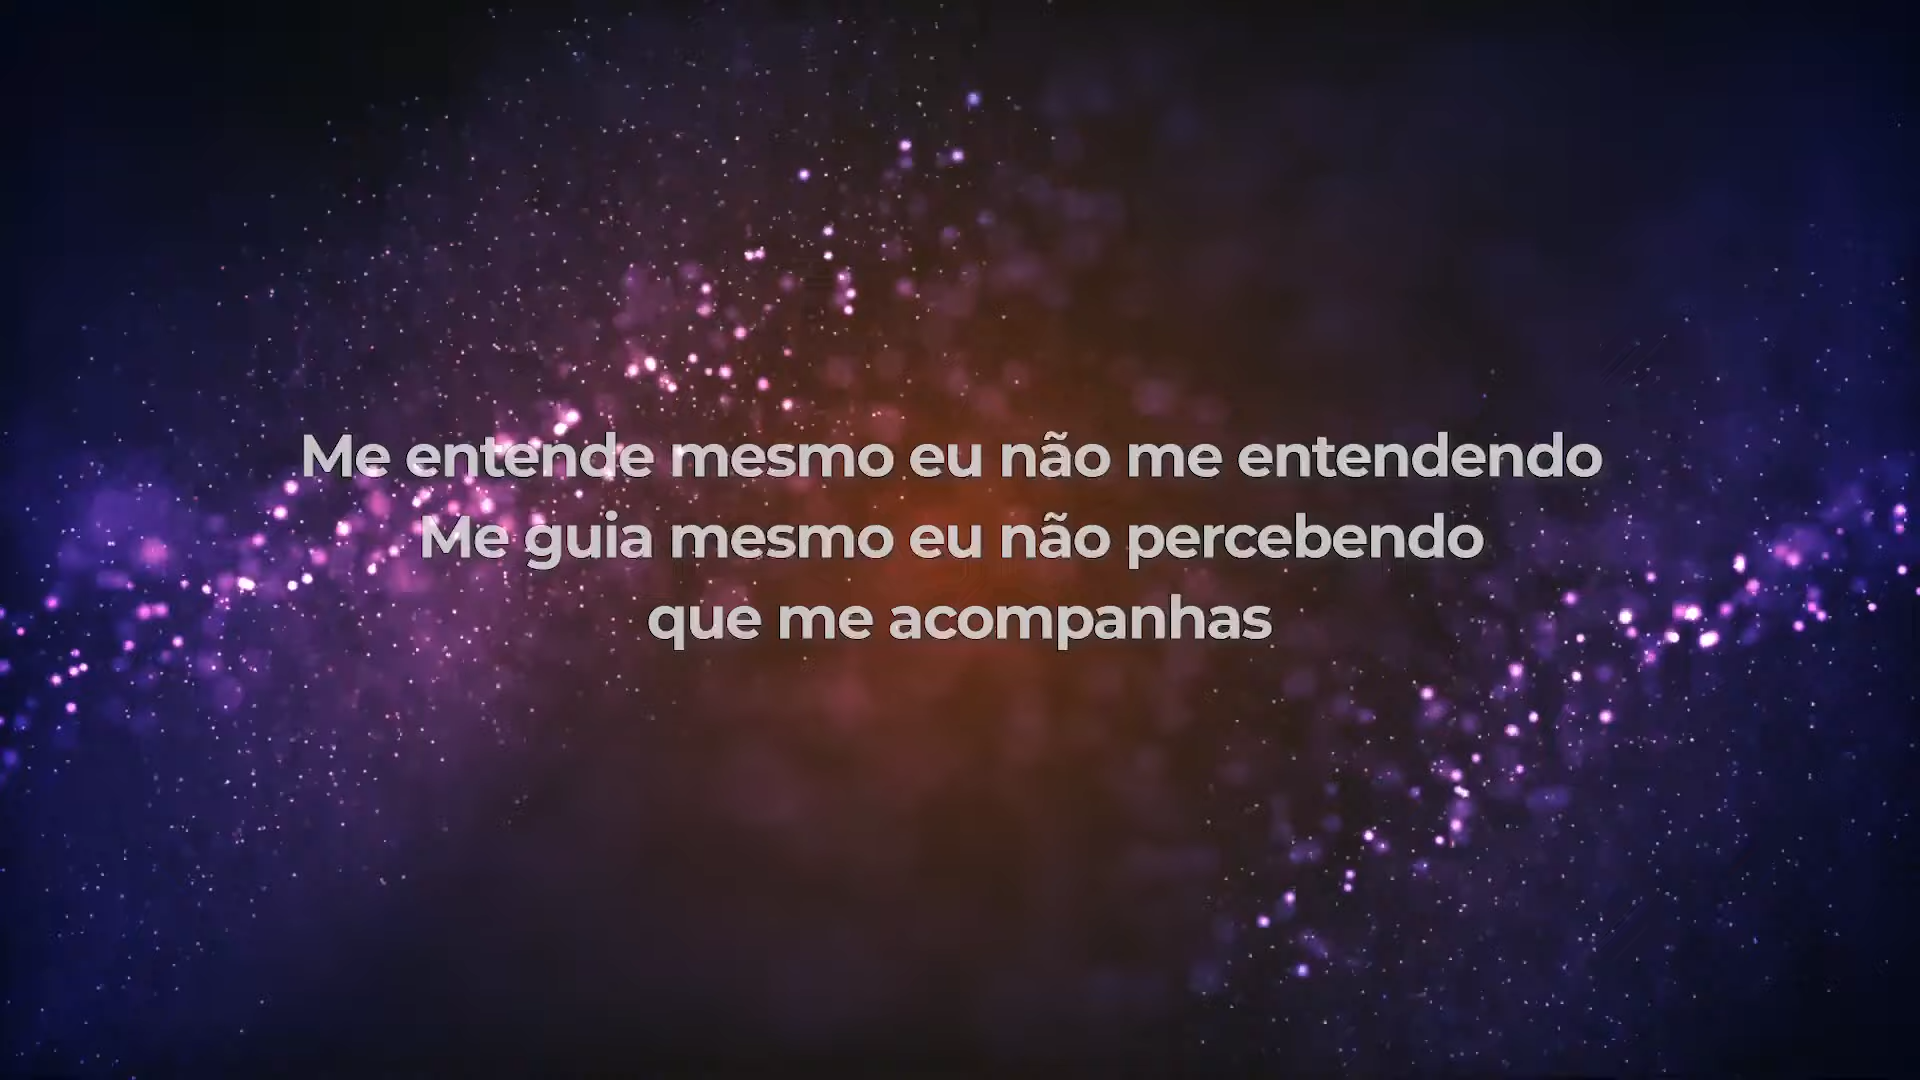 Me entende mesmo eu não me entendendo
Me guia mesmo eu não percebendo
que me acompanhas